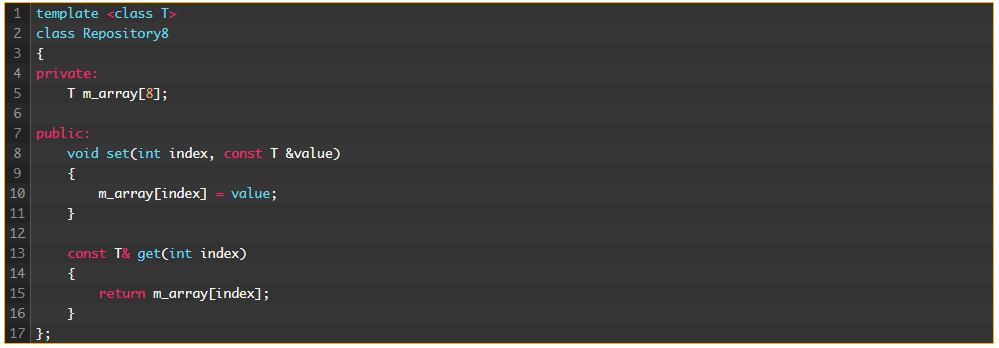 1 template <class T>
2 class Repository8
3 {
4 private:
5     T m_array[8];
6
7 public:
8     void set(int index, const T &value)
9     {
10         m_array[index] = value;
11     }
12
13     const T& get(int index)
14     {
15         return m_array[index];
16     }
17 };